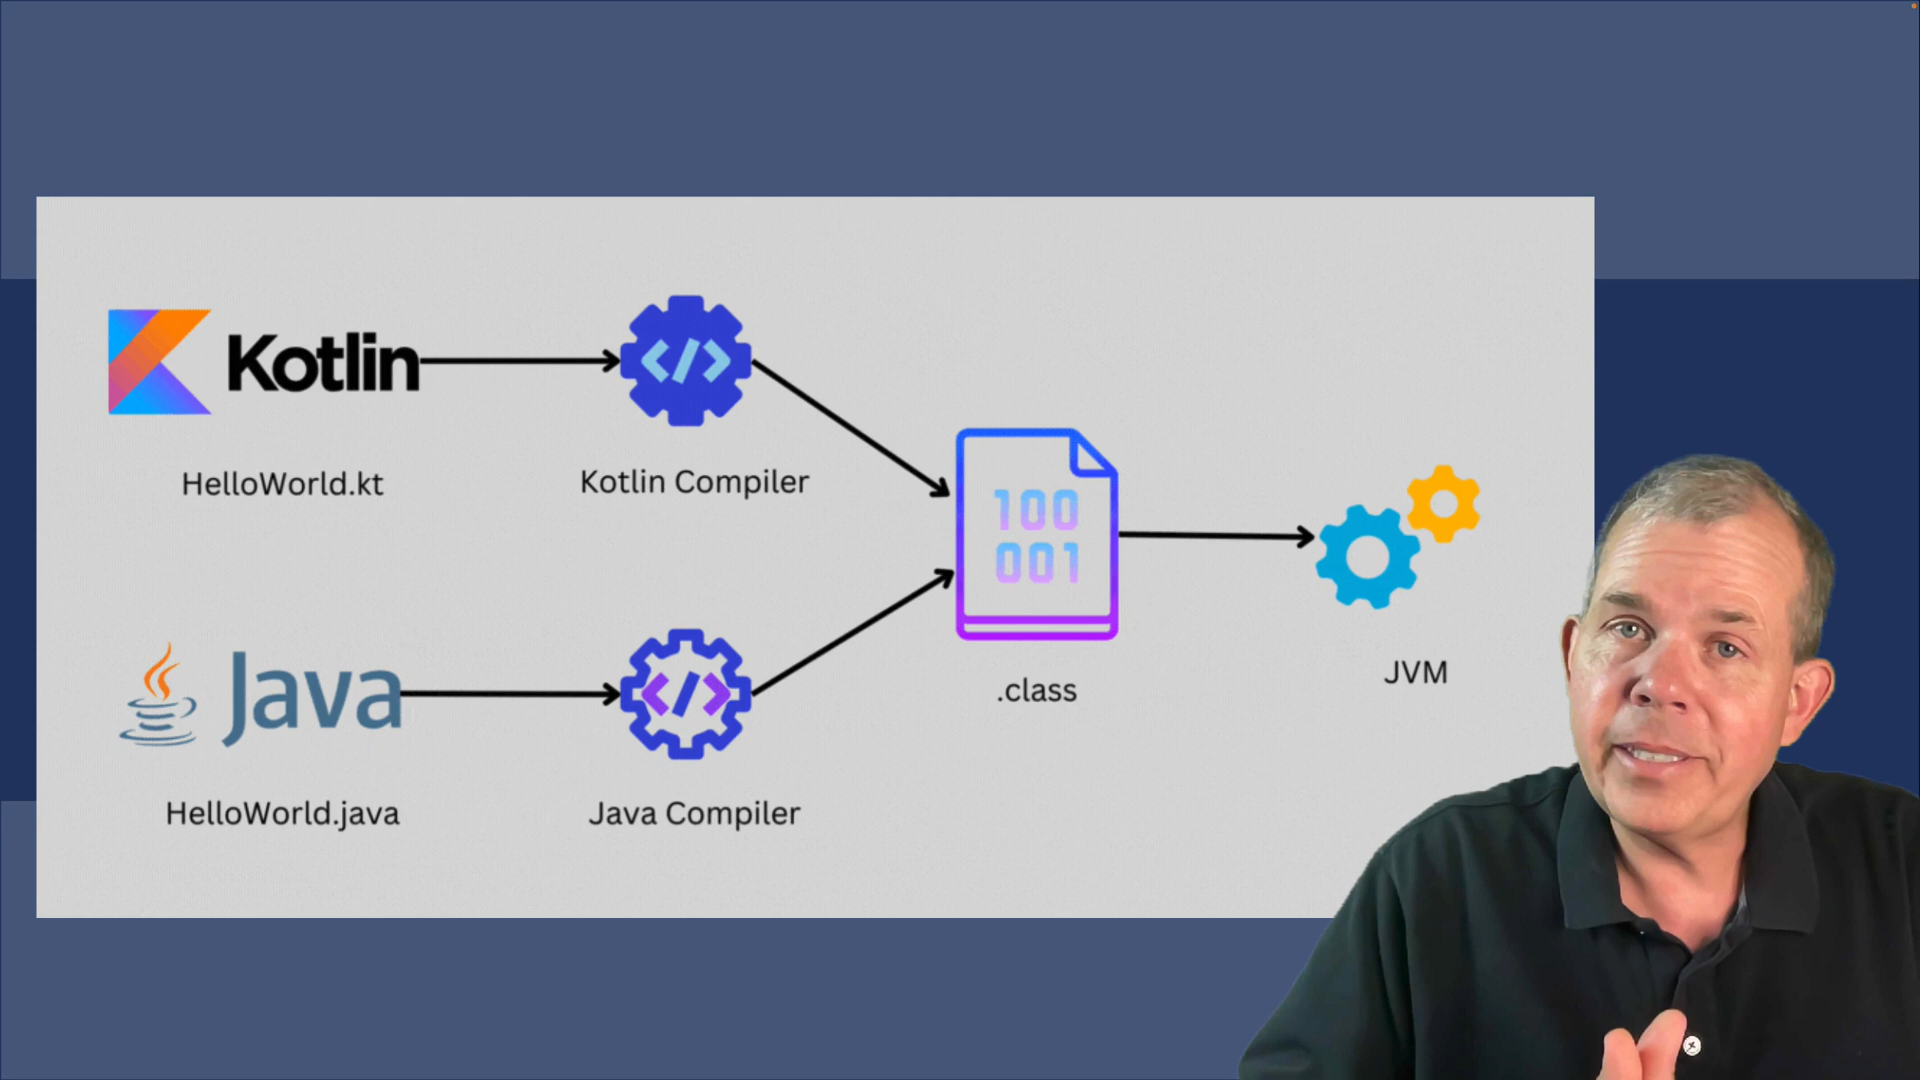 Kotlin
HelloWorld.kt
</>
Kotlin Compiler
100
001
.class
JVM
Java
HelloWorld.java
</>
Java Compiler